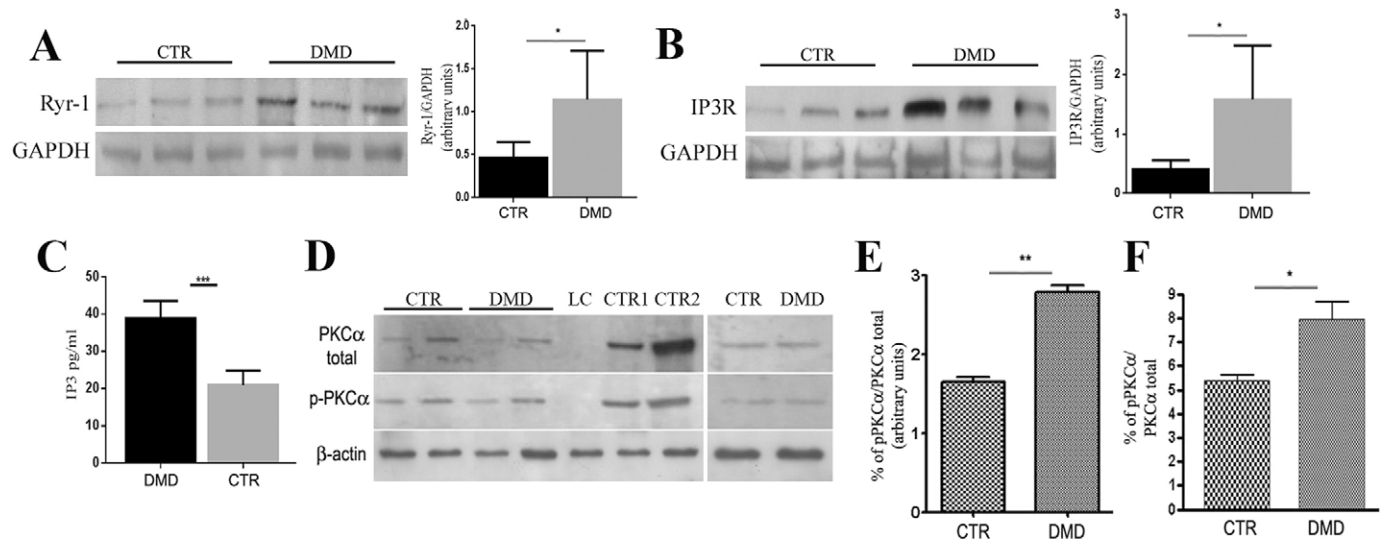 A
CTR DMD
Ryr-1
GAPDH
Ryr-1/GAPDH
(arbitrary units)
2.0
1.5
1.0
0.5
0.0
*
CTR DMD
B
CTR DMD
IP3R
GAPDH
IP3R/GAPDH
(arbitrary units)
3
2
1
0
*
CTR DMD
C
IP3 pg/ml
50
40
30
20
10
0
***
DMD CTR
D
CTR DMD LC CTR1 CTR2 CTR DMD
PKCα
total
p-PKCα
β-actin
E
% of pPKCα/PKCα total
(arbitrary units)
3
2
1
0
**
CTR DMD
F
% of pPKCα/
PKCα total
9
8
7
6
5
4
3
2
1
0
*
CTR DMD